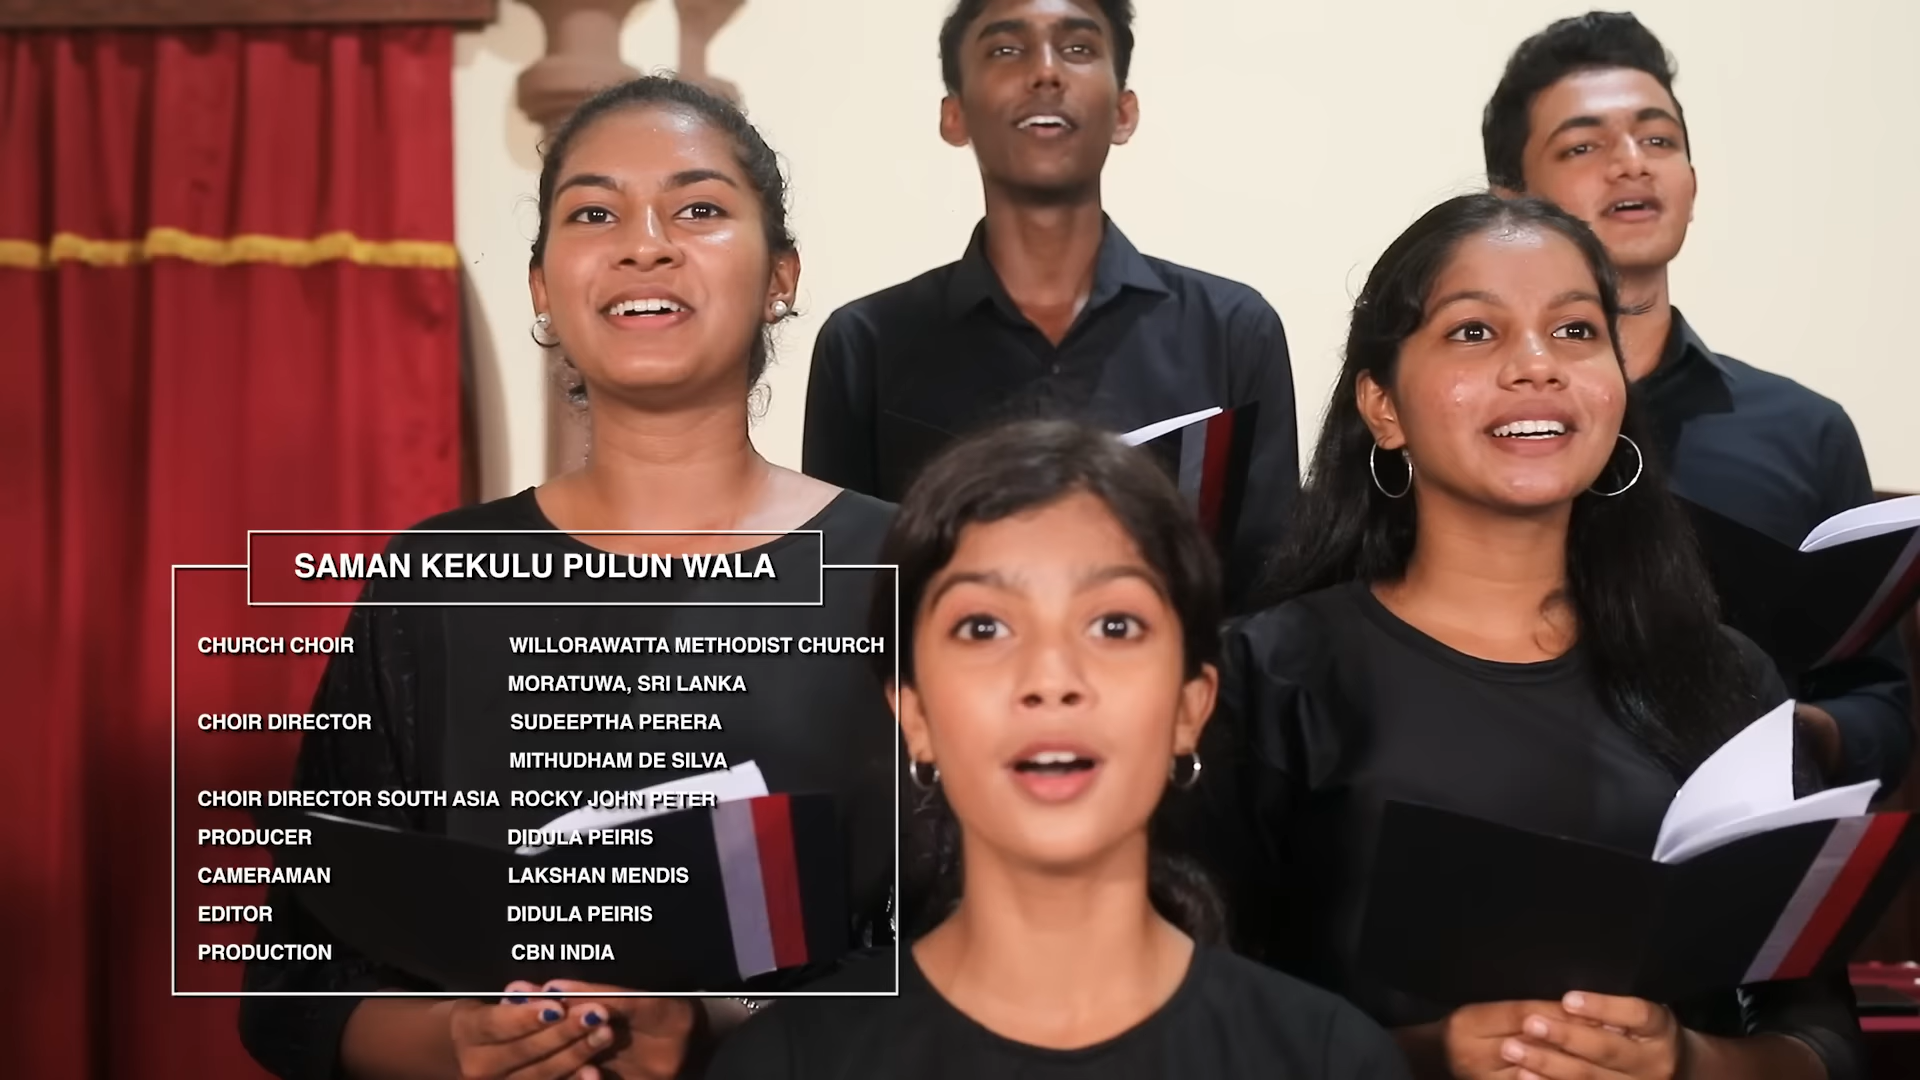 SAMAN KEKULU PULUN WALA
CHURCH CHOIR WILLORAWATTA METHODIST CHURCH
MORATUWA, SRI LANKA
CHOIR DIRECTOR SUDEEPTHA PERERA
MITHUDHAM DE SILVA
CHOIR DIRECTOR SOUTH ASIA ROCKY JOHN PETER
PRODUCER DIDULA PEIRIS
CAMERAMAN LAKSHAN MENDIS
EDITOR DIDULA PEIRIS
PRODUCTION CBN INDIA